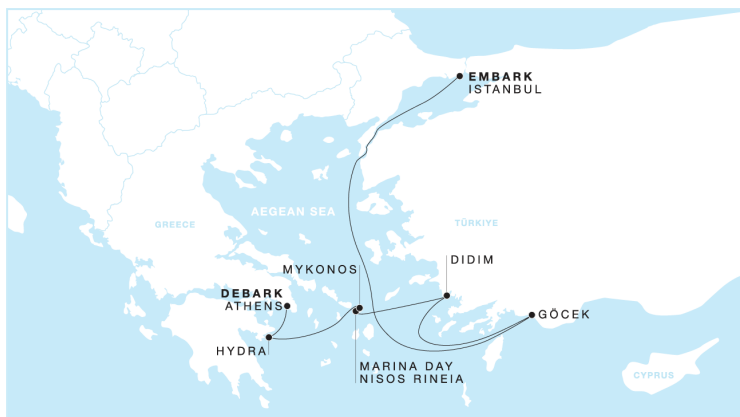 EMBARK
ISTANBUL
AEGEAN SEA
GREECE
TÜRKIYE
DIDIM
MYKONOS
DEBARK
ATHENS
GÖCEK
HYDRA
MARINA DAY
NISOS RINEIA
CYPRUS